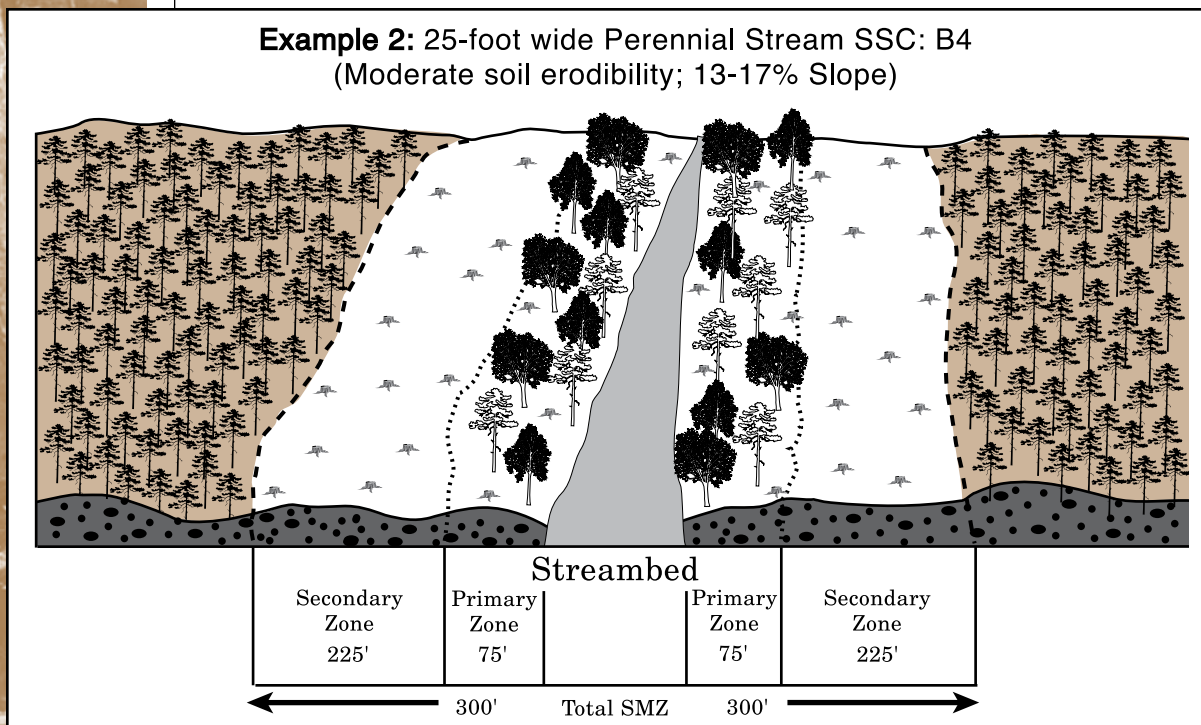 Example 2: 25-foot wide Perennial Stream SSC: B4
(Moderate soil erodibility; 13-17% Slope)
Streambed
Secondary
Zone
225'
Primary
Zone
75'
Primary
Zone
75'
Secondary
Zone
225'
300' Total SMZ 300'